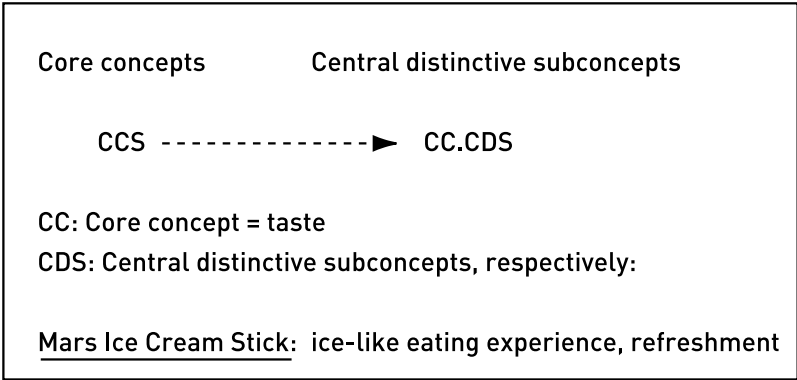 Core concepts Central distinctive subconcepts
CCS CC.CDS
CC: Core concept = taste
CDS: Central distinctive subconcepts, respectively:
Mars Ice Cream Stick: ice-like eating experience, refreshment